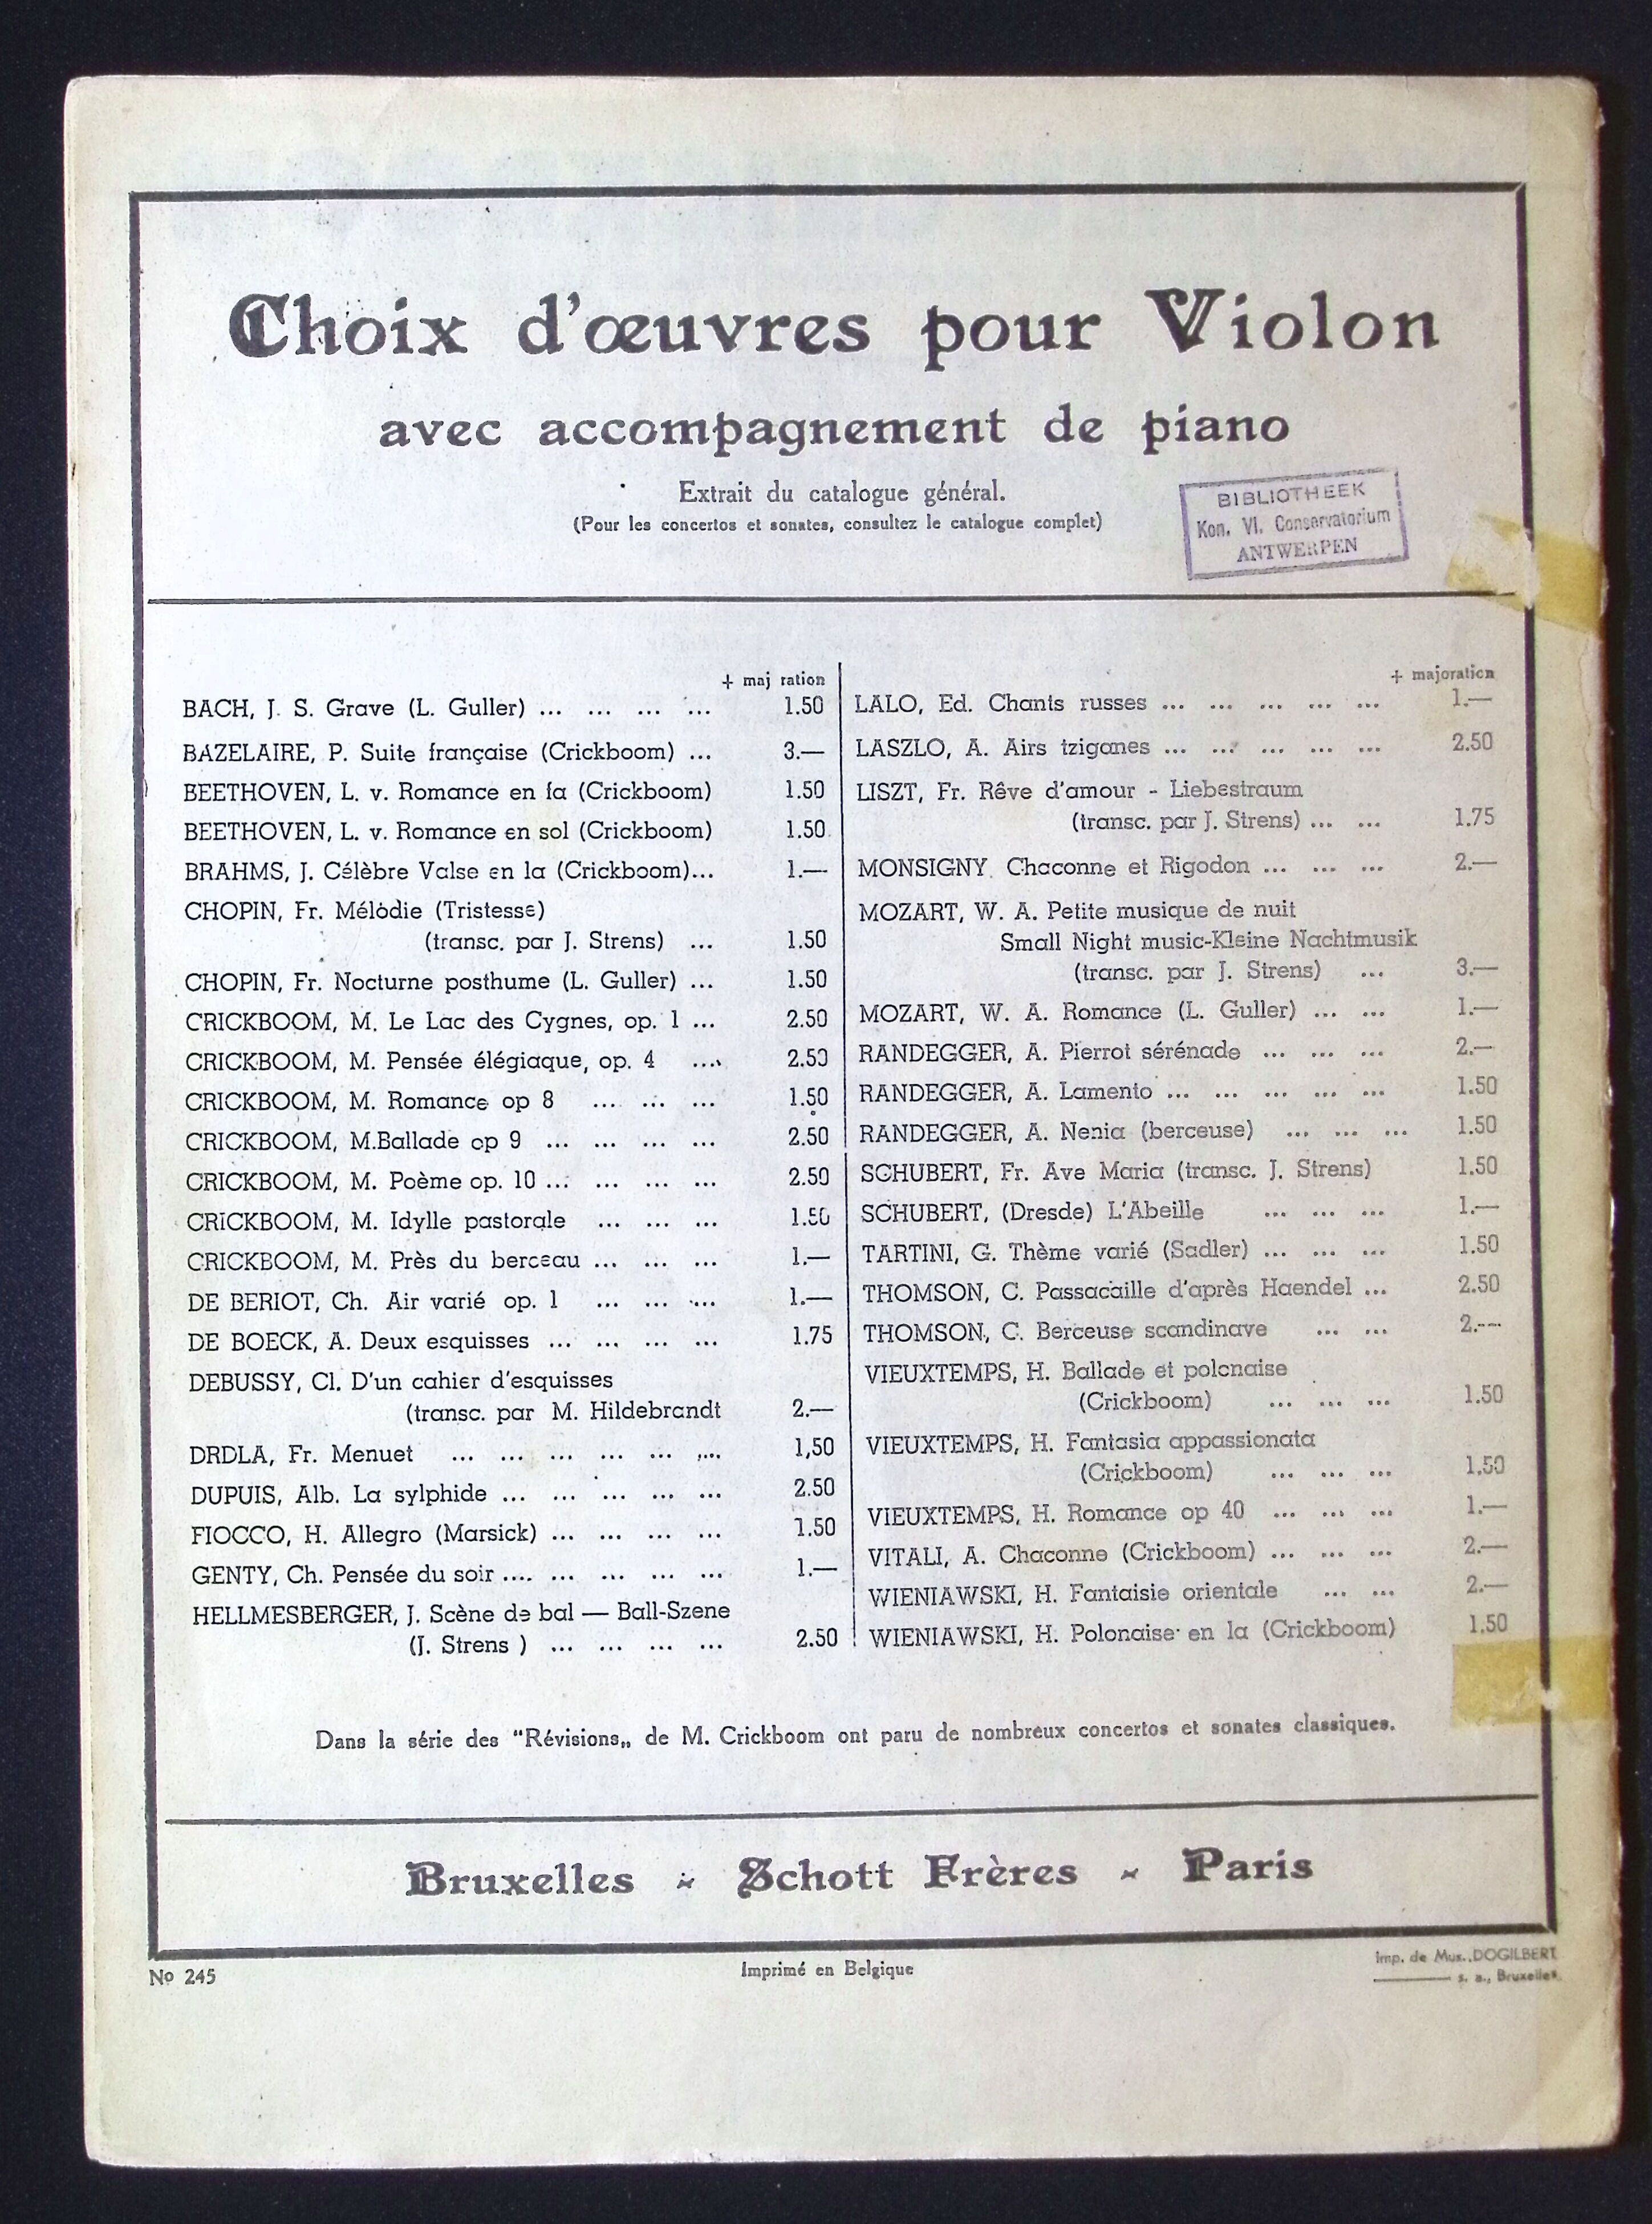 Choix d'œuvres pour Violon
avec accompagnement de piano
Extrait du catalogue général.
(Pour les concertos et sonates, consultez le catalogue complet)
BIBLIOTHEEK
Kon. Vl. Conservatorium
ANTWERPEN
+ maj ration
BACH, J. S. Grave (L. Guller) ... ... ... ... 1.50
BAZELAIRE, P. Suite française (Crickboom) ... 3.—
BEETHOVEN, L. v. Romance en fa (Crickboom) 1.50
BEETHOVEN, L. v. Romance en sol (Crickboom) 1.50
BRAHMS, J. Célèbre Valse en la (Crickboom)... 1.—
CHOPIN, Fr. Mélodie (Tristesse)
(transc. par J. Strens) ... 1.50
CHOPIN, Fr. Nocturne posthume (L. Guller) ... 1.50
CRICKBOOM, M. Le Lac des Cygnes, op. 1 ... 2.50
CRICKBOOM, M. Pensée élégiaque, op. 4 .... 2.50
CRICKBOOM, M. Romance op 8 ... ... ... 1.50
CRICKBOOM, M.Ballade op 9 ... ... ... ... 2.50
CRICKBOOM, M. Poème op. 10 ... ... ... ... 2.50
CRICKBOOM, M. Idylle pastorale ... ... ... 1.50
CRICKBOOM, M. Près du berceau ... ... ... 1.—
DE BERIOT, Ch. Air varié op. 1 ... ... ... 1.—
DE BOECK, A. Deux esquisses ... ... ... ... 1.75
DEBUSSY, Cl. D'un cahier d'esquisses
(transc. par M. Hildebrandt 2.—
DRDLA, Fr. Menuet ... ... ... ... ... ... 1,50
DUPUIS, Alb. La sylphide ... ... ... ... ... 2.50
FIOCCO, H. Allegro (Marsick) ... ... ... ... 1.50
GENTY, Ch. Pensée du soir .... ... ... ... ... 1.—
HELLMESBERGER, J. Scène de bal — Ball-Szene
(J. Strens ) ... ... ... ... 2.50
+ majoration
LALO, Ed. Chants russes ... ... ... ... ... 1.—
LASZLO, A. Airs tziganes ... ... ... ... ... 2.50
LISZT, Fr. Rêve d'amour - Liebestraum
(transc. par J. Strens) ... ... 1.75
MONSIGNY Chaconne et Rigodon ... ... ... 2.—
MOZART, W. A. Petite musique de nuit
Small Night music-Kleine Nachtmusik
(transc. par J. Strens) ... 3.—
MOZART, W. A. Romance (L. Guller) ... ... 1.—
RANDEGGER, A. Pierrot sérénade ... ... ... 2.—
RANDEGGER, A. Lamento ... ... ... ... ... 1.50
RANDEGGER, A. Nenia (berceuse) ... ... ... 1.50
SCHUBERT, Fr. Ave Maria (transc. J. Strens) 1.50
SCHUBERT, (Dresde) L'Abeille ... ... ... 1.—
TARTINI, G. Thème varié (Sadler) ... ... ... 1.50
THOMSON, C. Passacaille d'après Haendel ... 2.50
THOMSON, C. Berceuse scandinave ... ... 2.—
VIEUXTEMPS, H. Ballade et polonaise
(Crickboom) ... ... ... 1.50
VIEUXTEMPS, H. Fantasia appassionata
(Crickboom) ... ... ... 1.50
VIEUXTEMPS, H. Romance op 40 ... ... ... 1.—
VITALI, A. Chaconne (Crickboom) ... ... ... 2.—
WIENIAWSKI, H. Fantaisie orientale ... ... 2.—
WIENIAWSKI, H. Polonaise en la (Crickboom) 1.50
Dans la série des “Révisions„ de M. Crickboom ont paru de nombreux concertos et sonates classiques.
Bruxelles - Schott Frères - Paris
No 245
Imprimé en Belgique
Imp. de Mus. DOGILBERT
s. a., Bruxelles